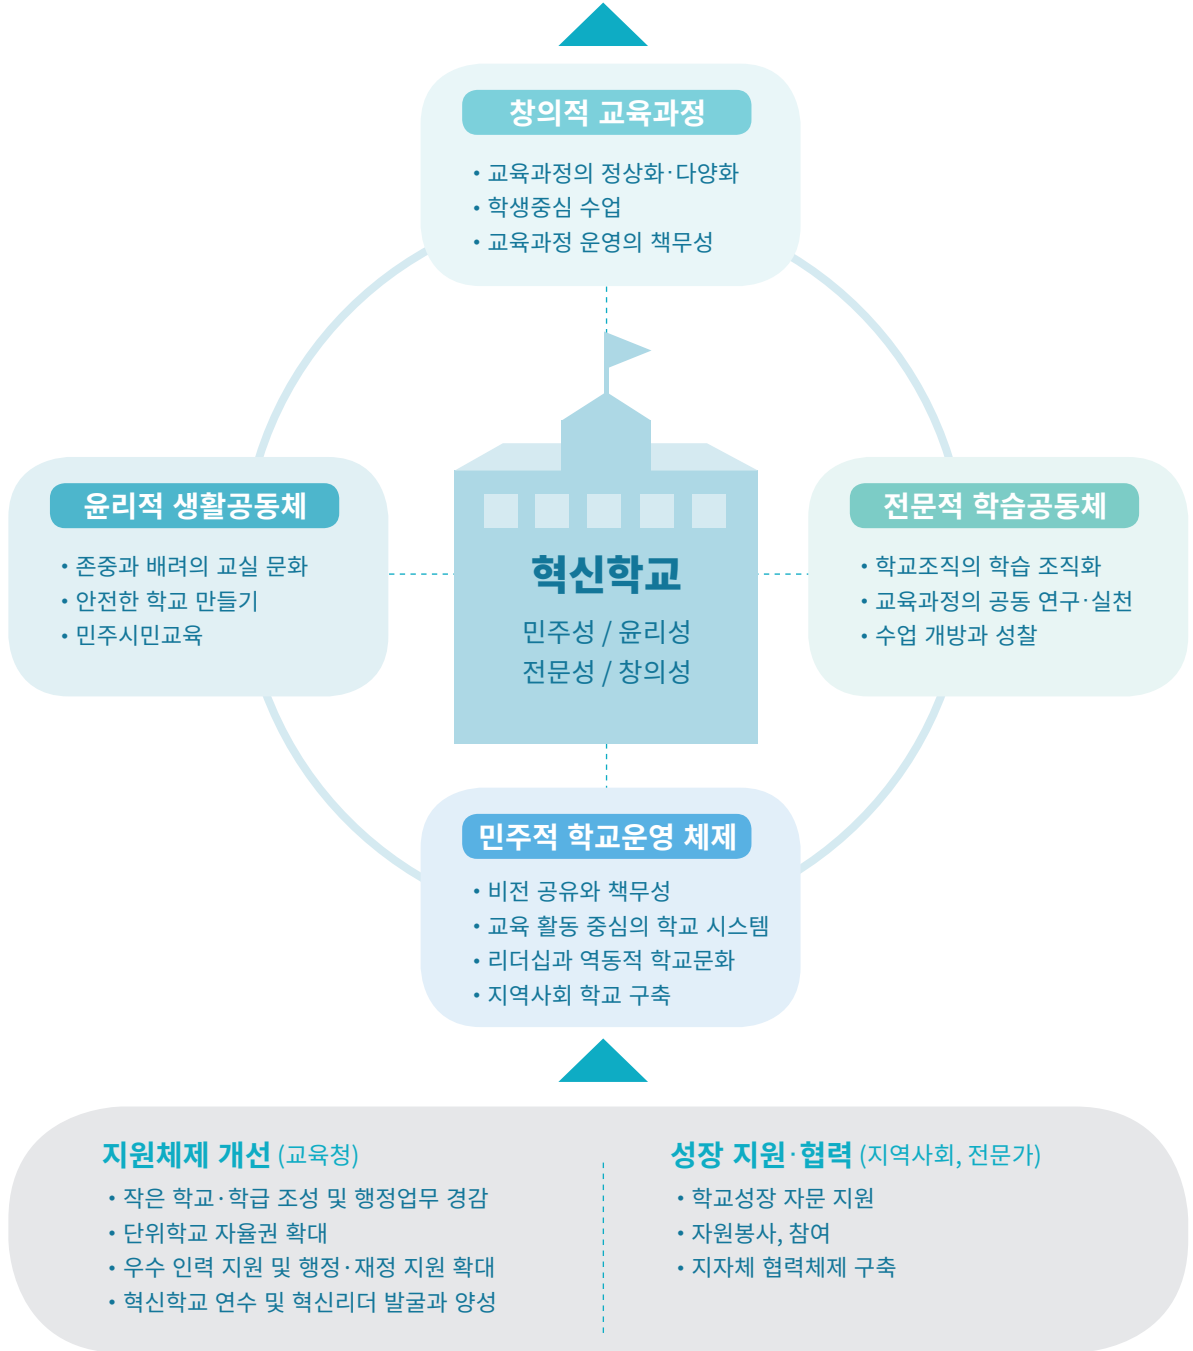 창의적 교육과정
• 교육과정의 정상화·다양화
• 학생중심 수업
• 교육과정 운영의 책무성
윤리적 생활공동체
• 존중과 배려의 교실 문화
• 안전한 학교 만들기
• 민주시민교육
혁신학교
민주성 / 윤리성
전문성 / 창의성
전문적 학습공동체
• 학교조직의 학습 조직화
• 교육과정의 공동 연구·실천
• 수업 개방과 성찰
민주적 학교운영 체제
• 비전 공유와 책무성
• 교육 활동 중심의 학교 시스템
• 리더십과 역동적 학교문화
• 지역사회 학교 구축
지원체제 개선 (교육청)
• 작은 학교·학급 조성 및 행정업무 경감
• 단위학교 자율권 확대
• 우수 인력 지원 및 행정·재정 지원 확대
• 혁신학교 연수 및 혁신리더 발굴과 양성
성장 지원·협력 (지역사회, 전문가)
• 학교성장 자문 지원
• 자원봉사, 참여
• 지자체 협력체제 구축